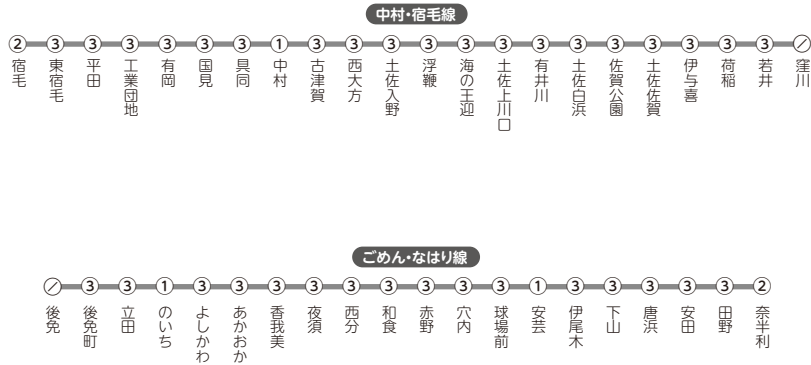 中村・宿毛線
② ③ ③ ③ ③ ③ ③ ① ③ ③ ③ ③ ③ ③ ③ ③ ③ ③ ③ ③ ③
宿毛 東宿毛 平田 工業団地 有岡 国見 具同 中村 古津賀 西大方 土佐入野 浮鞭 海の王迎 土佐上川口 有井川 土佐白浜 佐賀公園 土佐佐賀 伊与喜 荷稲 若井 窪川
ごめん・なはり線
③ ③ ① ③ ③ ③ ③ ③ ③ ③ ③ ③ ① ③ ③ ③ ③ ③ ②
後免 後免町 立田 のいち よしかわ あかおか 香我美 夜須 西分 和食 赤野 穴内 球場前 安芸 伊尾木 下山 唐浜 安田 田野 奈半利